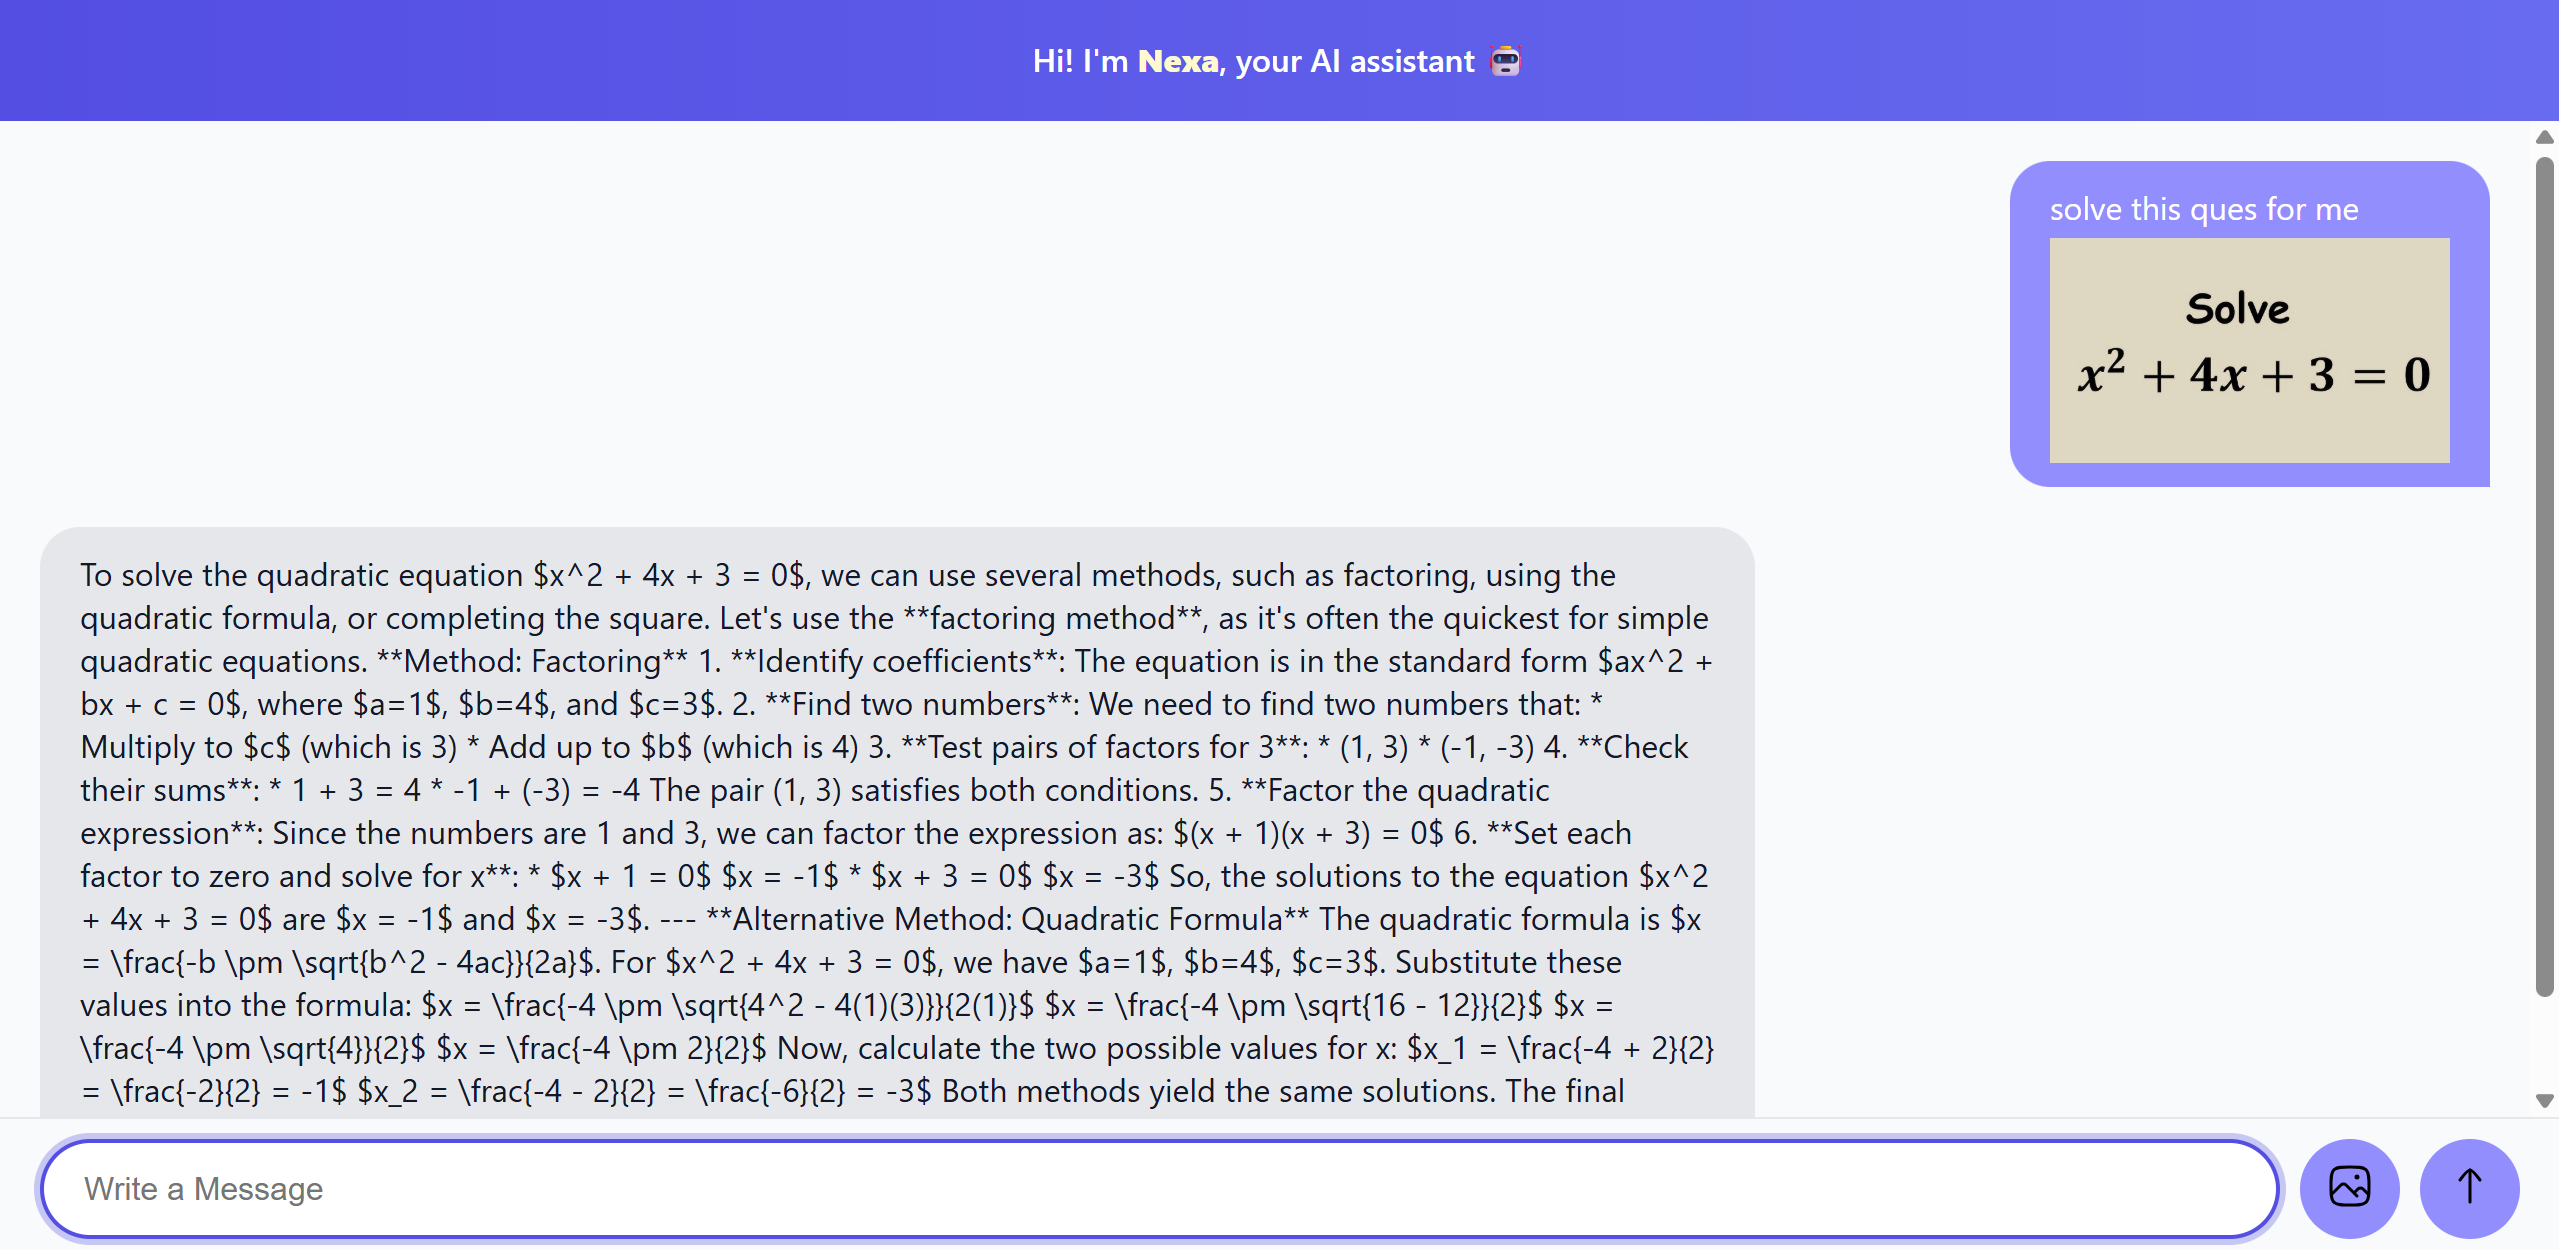 Hi! I'm Nexa, your AI assistant
solve this ques for me
Solve
x² + 4x + 3 = 0
To solve the quadratic equation $x^2 + 4x + 3 = 0$, we can use several methods, such as factoring, using the
quadratic formula, or completing the square. Let's use the **factoring method**, as it's often the quickest for simple
quadratic equations. **Method: Factoring** 1. **Identify coefficients**: The equation is in the standard form $ax^2 +
bx + c = 0$, where $a=1$, $b=4$, and $c=3$. 2. **Find two numbers**: We need to find two numbers that: *
Multiply to $c$ (which is 3) * Add up to $b$ (which is 4) 3. **Test pairs of factors for 3**: * (1, 3) * (-1, -3) 4. **Check
their sums**: * 1 + 3 = 4 * -1 + (-3) = -4 The pair (1, 3) satisfies both conditions. 5. **Factor the quadratic
expression**: Since the numbers are 1 and 3, we can factor the expression as: $(x + 1)(x + 3) = 0$ 6. **Set each
factor to zero and solve for x**: * $x + 1 = 0$ $x = -1$ * $x + 3 = 0$ $x = -3$ So, the solutions to the equation $x^2
+ 4x + 3 = 0$ are $x = -1$ and $x = -3$. --- **Alternative Method: Quadratic Formula** The quadratic formula is $x
= \frac{-b \pm \sqrt{b^2 - 4ac}}{2a}$. For $x^2 + 4x + 3 = 0$, we have $a=1$, $b=4$, $c=3$. Substitute these
values into the formula: $x = \frac{-4 \pm \sqrt{4^2 - 4(1)(3)}}{2(1)}$ $x = \frac{-4 \pm \sqrt{16 - 12}}{2}$ $x =
\frac{-4 \pm \sqrt{4}}{2}$ $x = \frac{-4 \pm 2}{2}$ Now, calculate the two possible values for x: $x_1 = \frac{-4 + 2}{2}
= \frac{-2}{2} = -1$ $x_2 = \frac{-4 - 2}{2} = \frac{-6}{2} = -3$ Both methods yield the same solutions. The final
Write a Message